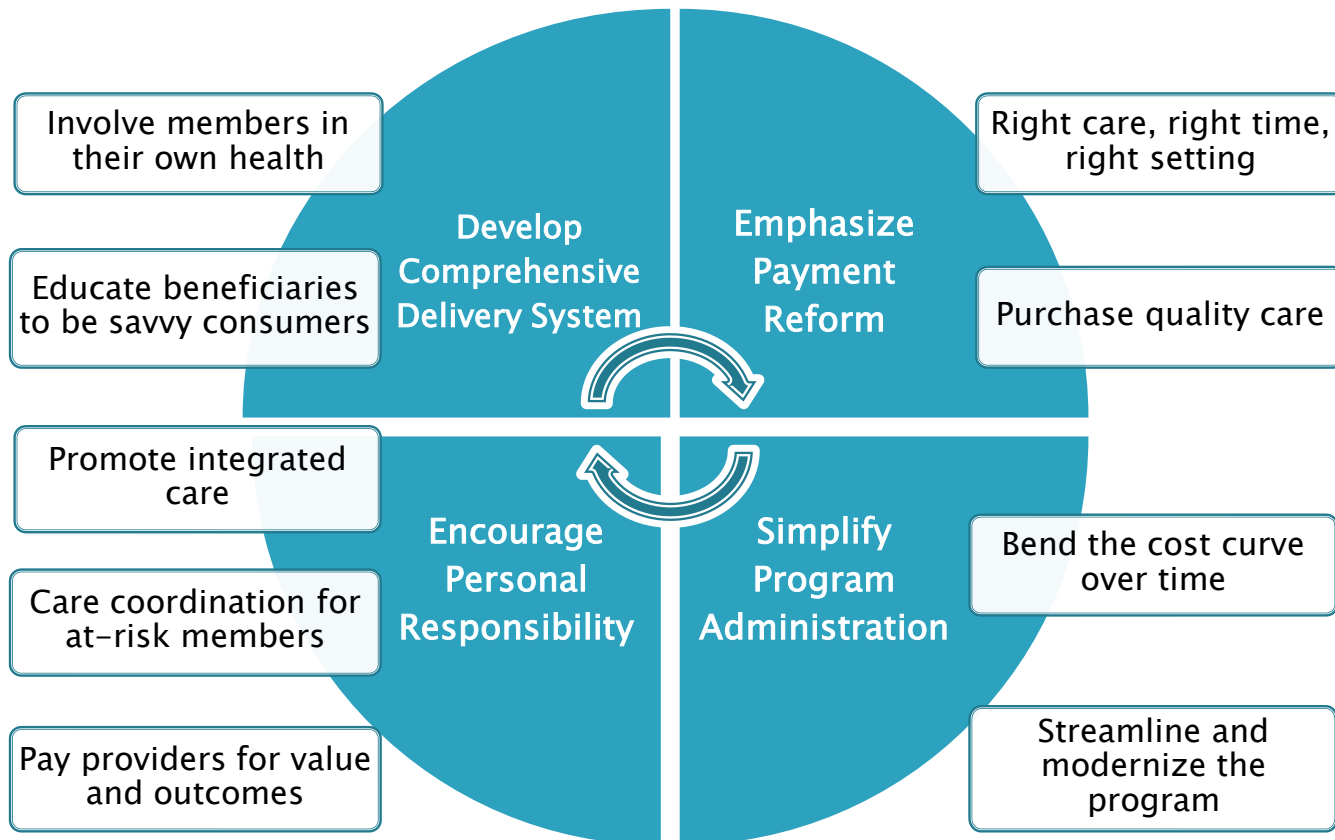 Involve members in
their own health
Educate beneficiaries
to be savvy consumers
Promote integrated
care
Care coordination for
at-risk members
Pay providers for value
and outcomes
Develop
Comprehensive
Delivery System
Emphasize
Payment
Reform
Encourage
Personal
Responsibility
Simplify
Program
Administration
Right care, right time,
right setting
Purchase quality care
Bend the cost curve
over time
Streamline and
modernize the
program